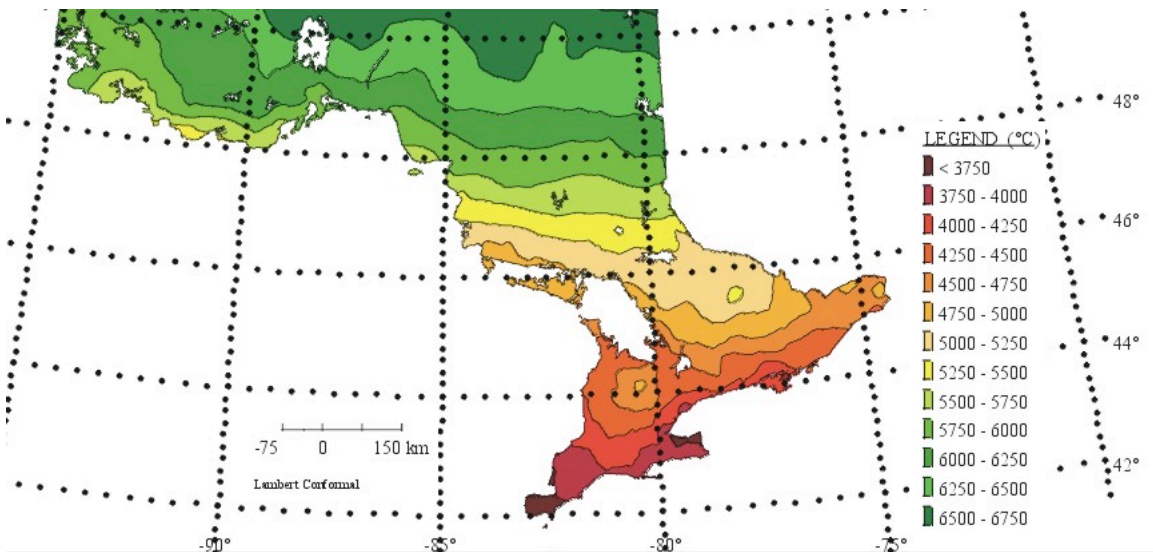 48°
LEGEND (°C)
< 3750
3750 - 4000
4000 - 4250
46°
4250 - 4500
4500 - 4750
4750 - 5000
5000 - 5250
44°
5250 - 5500
5500 - 5750
5750 - 6000
-75 0 150 km
6000 - 6250
42°
Lambert Conformal
6250 - 6500
6500 - 6750
-90° -85° -80° -75°